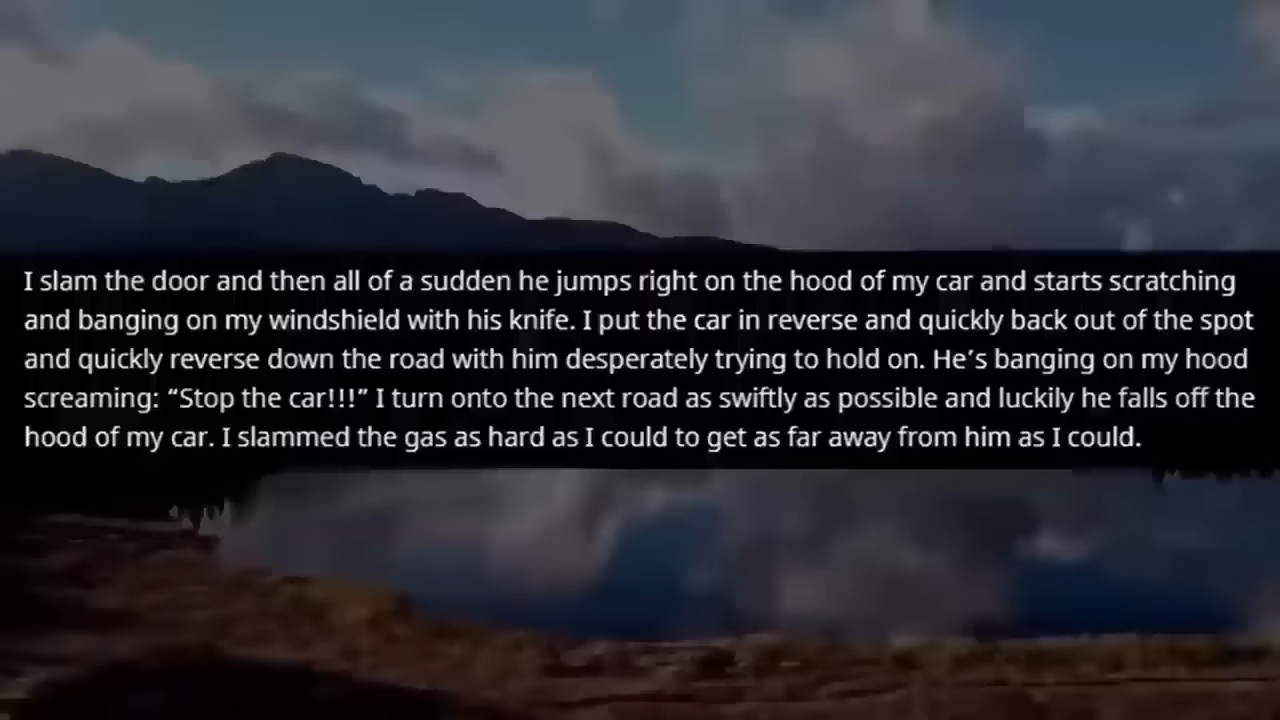 I slam the door and then all of a sudden he jumps right on the hood of my car and starts scratching
and banging on my windshield with his knife. I put the car in reverse and quickly back out of the spot
and quickly reverse down the road with him desperately trying to hold on. He’s banging on my hood
screaming: “Stop the car!!!” I turn onto the next road as swiftly as possible and luckily he falls off the
hood of my car. I slammed the gas as hard as I could to get as far away from him as I could.